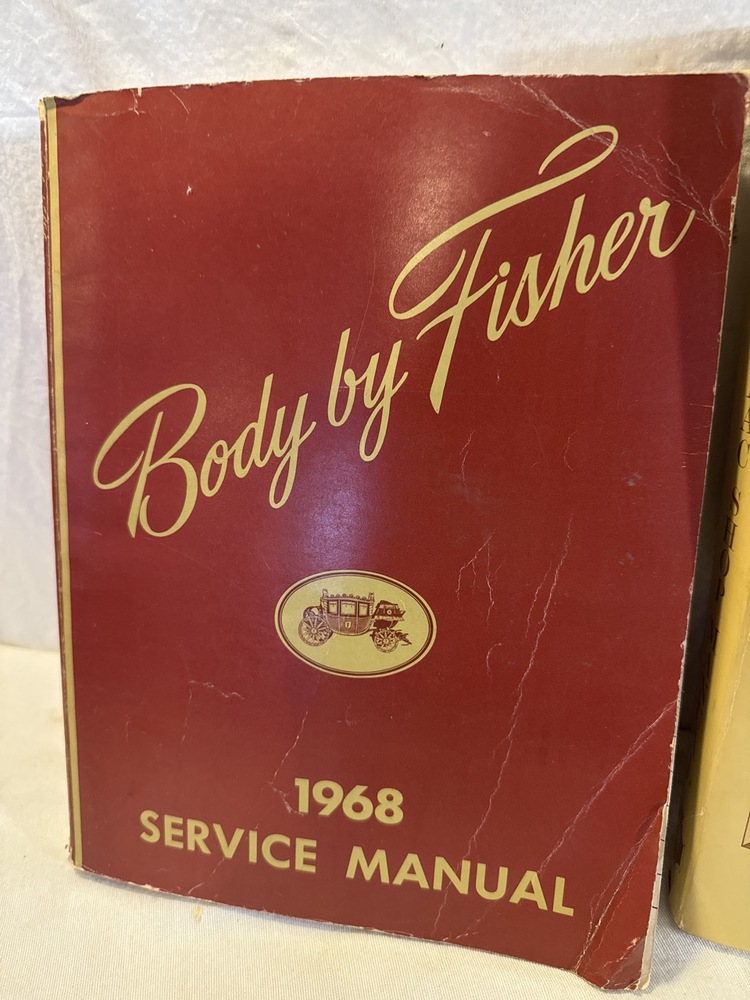 Body by Fisher
1968
SERVICE MANUAL